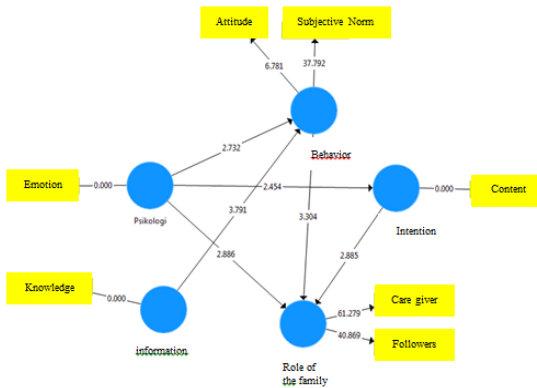 Attitude
Subjective Norm
6.781
37.792
Behavior
2.732
Emotion
0.000
Psikologi
2.454
0.000
Content
Intention
3.791
3.304
2.885
2.886
Knowledge
0.000
information
61.279
Care giver
40.869
Followers
Role of
the family